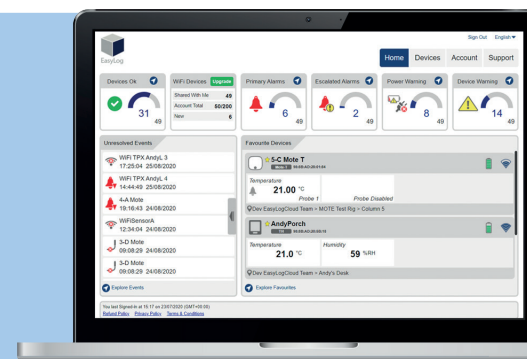 Sign Out English
EasyLog
Home Devices Account Support
Devices Ok
31
49
WiFi Devices Upgrade
Shared With Me 49
Account Total 50/200
New 6
Primary Alarms
6
49
Escalated Alarms
2
49
Power Warning
8
49
Device Warning
14
49
Unresolved Events
WiFi TPX AndyL 3
17:25:04 25/08/2020
WiFi TPX AndyL 4
14:44:49 25/08/2020
4-A Mote
19:16:43 24/08/2020
WiFiSensorA
12:34:04 24/08/2020
3-D Mote
09:08:29 24/08/2020
3-D Mote
09:08:29 24/08/2020
Explore Events
Favourite Devices
5-C Mote T
Temperature
21.00 °C
Probe 1 Probe Disabled
Dev EasyLogCloud Team > MOTE Test Rig > Column 5
AndyPorch
Temperature Humidity
21.0 °C 59 %RH
Dev EasyLogCloud Team > Andy's Desk
Explore Favourites
You last Signed-In at 15:17 on 23/07/2020 (GMT+00:00)
Refund Policy Privacy Policy Terms & Conditions